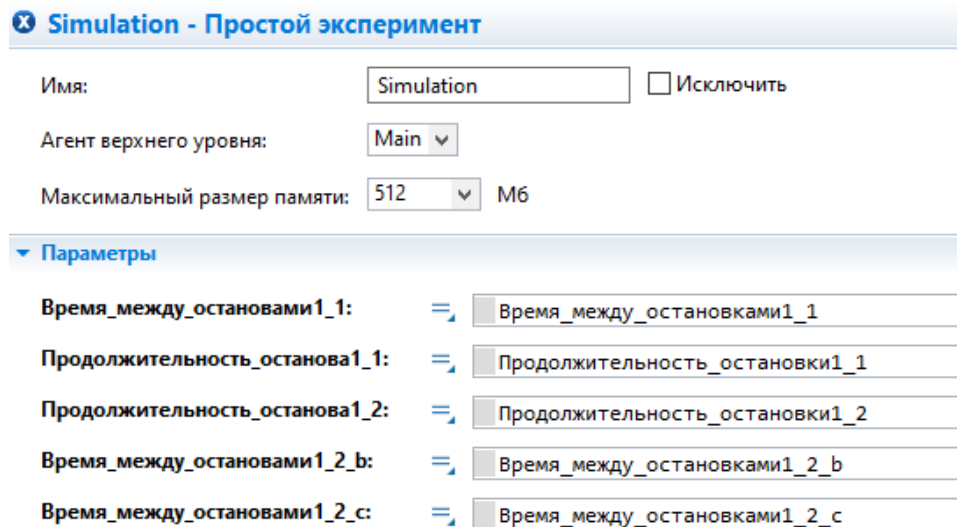 Simulation - Простой эксперимент
Имя: Simulation Исключить
Агент верхнего уровня: Main
Максимальный размер памяти: 512 Мб
Параметры
Время_между_остановами1_1: Время_между_остановками1_1
Продолжительность_останова1_1: Продолжительность_остановки1_1
Продолжительность_останова1_2: Продолжительность_остановки1_2
Время_между_остановами1_2_b: Время_между_остановками1_2_b
Время_между_остановами1_2_c: Время_между_остановками1_2_c